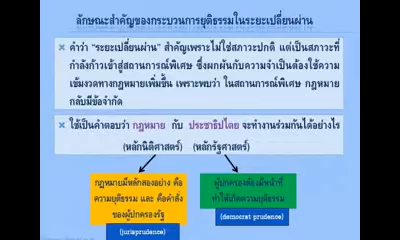 ลักษณะสำคัญของกระบวนการยุติธรรมในระยะเปลี่ยนผ่าน
คำว่า “ระยะเปลี่ยนผ่าน” สำคัญเพราะไม่ใช่สภาวะปกติ แต่เป็นสภาวะที่
กำลังก้าวเข้าสู่สถานการณ์พิเศษ ซึ่งผกผันกับความจำเป็นต้องใช้ความ
เข้มงวดทางกฎหมายเพิ่มขึ้น เพราะพบว่า ในสถานการณ์พิเศษ กฎหมาย
กลับมีข้อจำกัด
ใช้เป็นคำตอบว่า กฎหมาย กับ ประชาธิปไตย จะทำงานร่วมกันได้อย่างไร
(หลักนิติศาสตร์) (หลักรัฐศาสตร์)
กฎหมายมีหลักสองอย่าง คือ
ความยุติธรรม และ คือคำสั่ง
ของผู้ปกครองรัฐ
(jurisprudence)
ผู้ปกครองต้องมีหน้าที่
ทำให้เกิดความยุติธรรม
(democrat prudence)